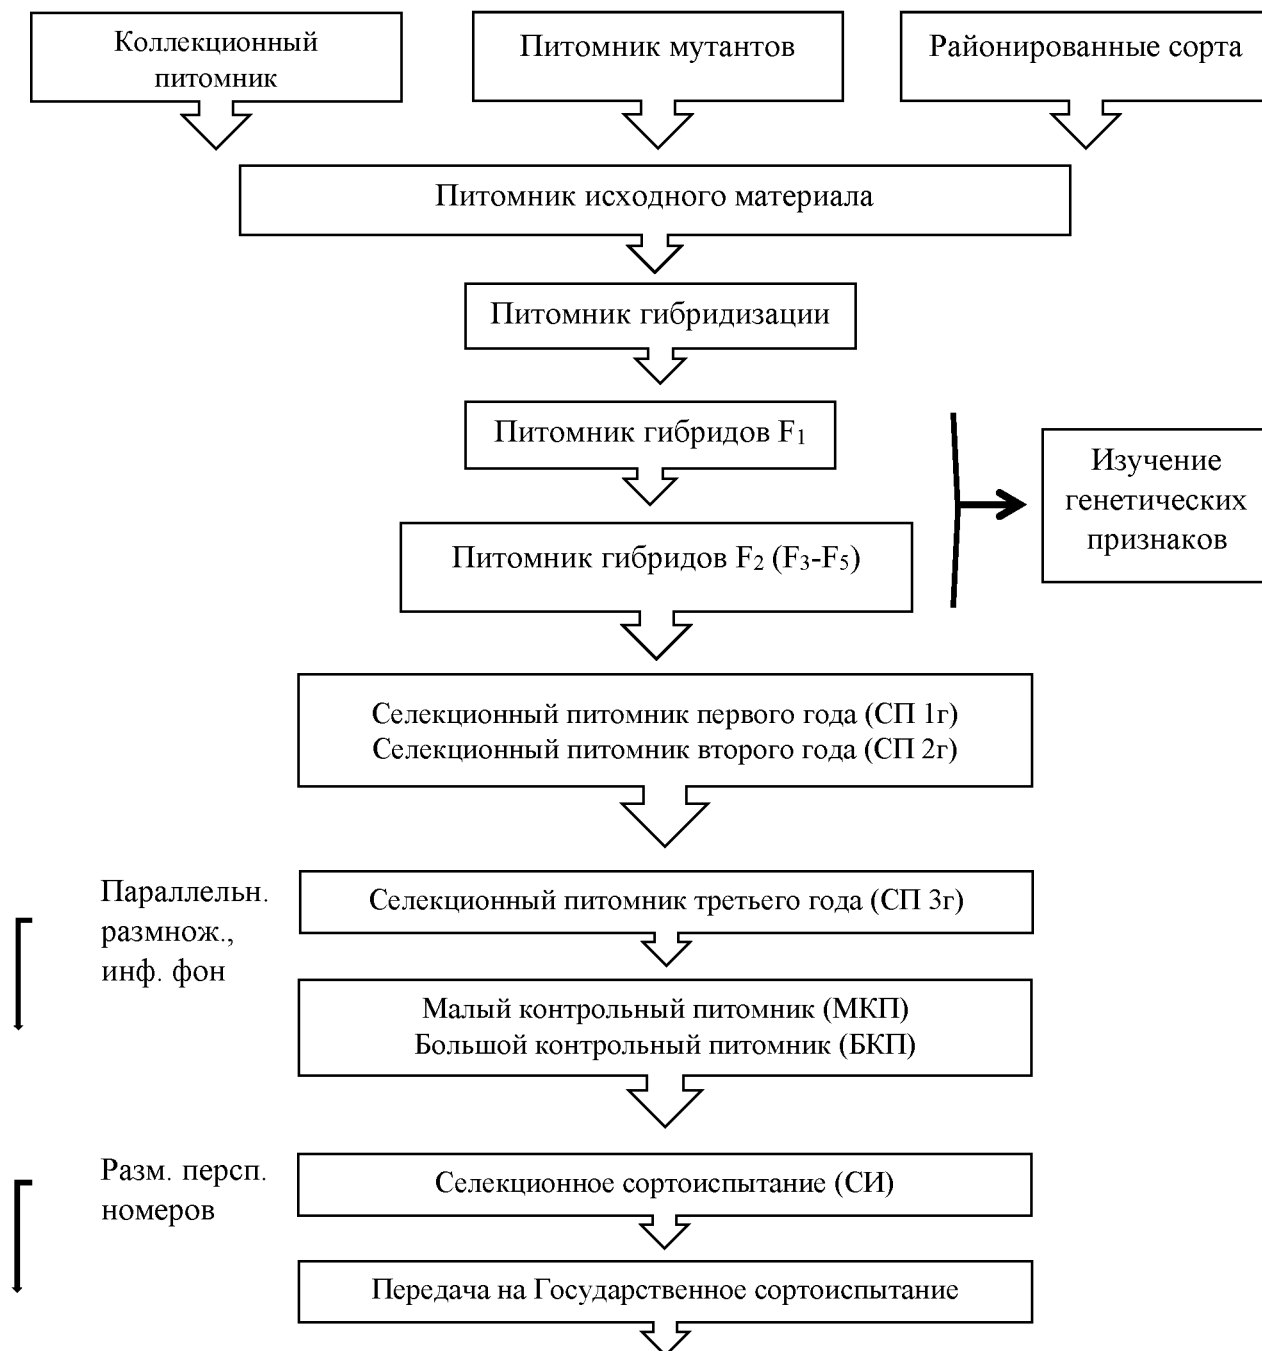 Коллекционный
питомник
Питомник мутантов
Районированные сорта
Питомник исходного материала
Питомник гибридизации
Питомник гибридов F₁
Питомник гибридов F₂ (F₃-F₅)
Изучение
генетических
признаков
Селекционный питомник первого года (СП 1г)
Селекционный питомник второго года (СП 2г)
Параллельн.
размнож.,
инф. фон
Селекционный питомник третьего года (СП 3г)
Малый контрольный питомник (МКП)
Большой контрольный питомник (БКП)
Разм. персп.
номеров
Селекционное сортоиспытание (СИ)
Передача на Государственное сортоиспытание